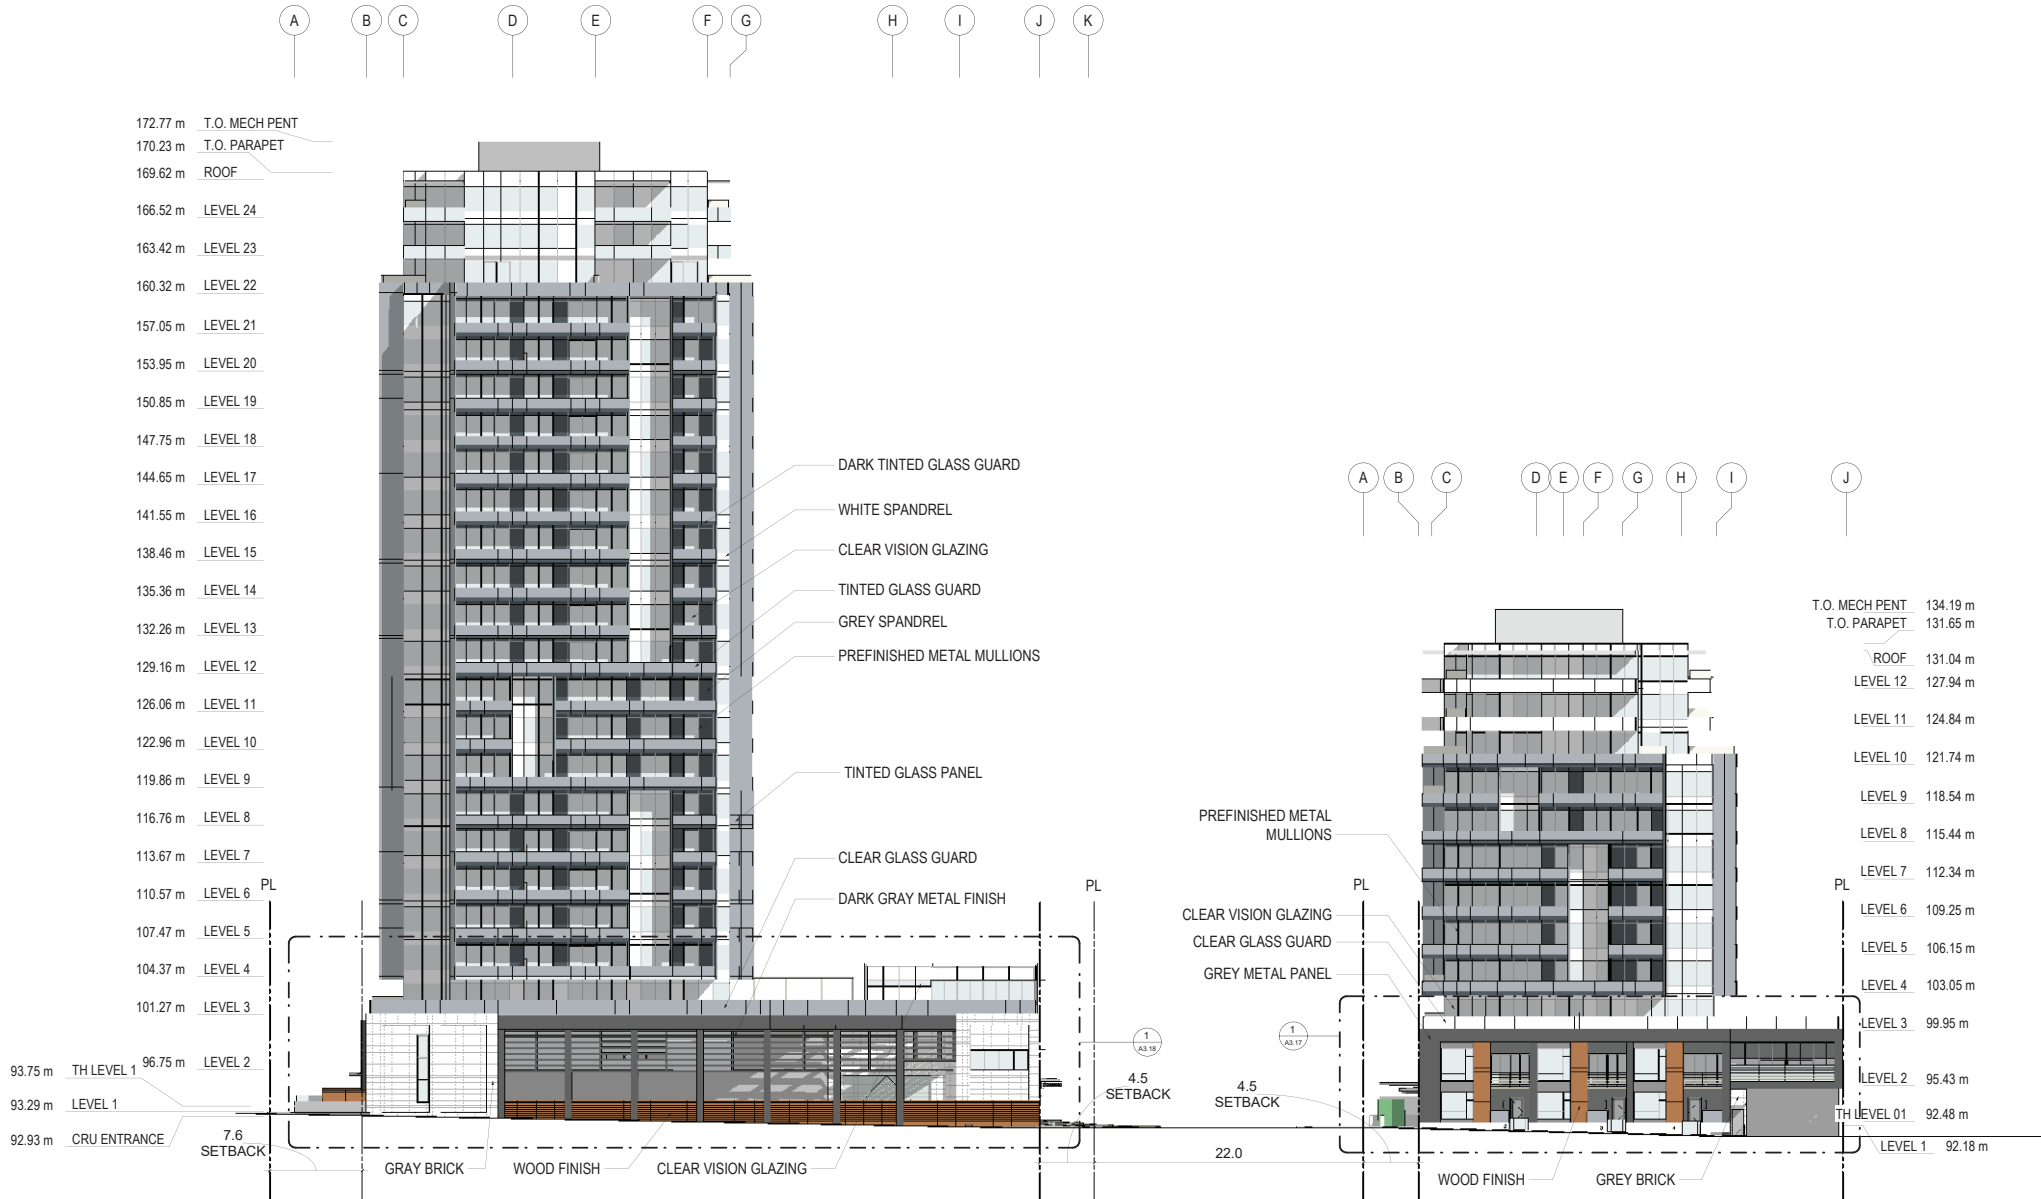 A B C D E F G H I J K
172.77 m T.O. MECH PENT
170.23 m T.O. PARAPET
169.62 m ROOF
166.52 m LEVEL 24
163.42 m LEVEL 23
160.32 m LEVEL 22
157.05 m LEVEL 21
153.95 m LEVEL 20
150.85 m LEVEL 19
147.75 m LEVEL 18
144.65 m LEVEL 17
141.55 m LEVEL 16
138.46 m LEVEL 15
135.36 m LEVEL 14
132.26 m LEVEL 13
129.16 m LEVEL 12
126.06 m LEVEL 11
122.96 m LEVEL 10
119.86 m LEVEL 9
116.76 m LEVEL 8
113.67 m LEVEL 7
110.57 m LEVEL 6
107.47 m LEVEL 5
104.37 m LEVEL 4
101.27 m LEVEL 3
96.75 m LEVEL 2
93.75 m TH LEVEL 1
93.29 m LEVEL 1
92.93 m CRU ENTRANCE
PL
7.6
SETBACK
DARK TINTED GLASS GUARD
WHITE SPANDREL
CLEAR VISION GLAZING
TINTED GLASS GUARD
GREY SPANDREL
PREFINISHED METAL MULLIONS
TINTED GLASS PANEL
CLEAR GLASS GUARD
DARK GRAY METAL FINISH
PL
1
A3.18
4.5
SETBACK
GRAY BRICK
WOOD FINISH
CLEAR VISION GLAZING
22.0
A B C D E F G H I J
PREFINISHED METAL
MULLIONS
PL
CLEAR VISION GLAZING
CLEAR GLASS GUARD
GREY METAL PANEL
1
A3.17
4.5
SETBACK
WOOD FINISH
GREY BRICK
2
3
4
PL
T.O. MECH PENT 134.19 m
T.O. PARAPET 131.65 m
ROOF 131.04 m
LEVEL 12 127.94 m
LEVEL 11 124.84 m
LEVEL 10 121.74 m
LEVEL 9 118.54 m
LEVEL 8 115.44 m
LEVEL 7 112.34 m
LEVEL 6 109.25 m
LEVEL 5 106.15 m
LEVEL 4 103.05 m
LEVEL 3 99.95 m
LEVEL 2 95.43 m
TH LEVEL 01 92.48 m
LEVEL 1 92.18 m